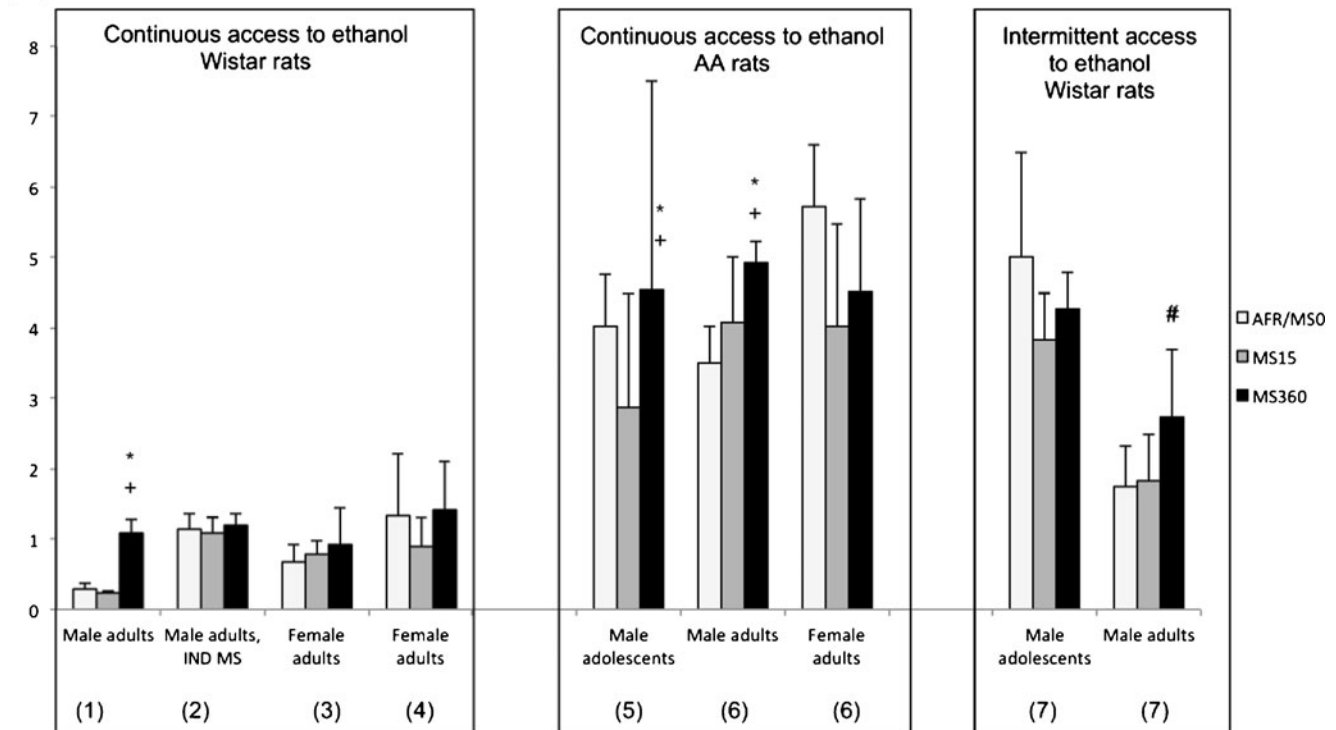 Continuous access to ethanol
Wistar rats
Continuous access to ethanol
AA rats
Intermittent access
to ethanol
Wistar rats
8
7
6
5
4
3
2
1
0
*
+
*
+
*
+
#
AFR/MS0
MS15
MS360
Male adults
Male adults,
IND MS
Female
adults
Female
adults
Male
adolescents
Male adults
Female
adults
Male
adolescents
Male adults
(1) (2) (3) (4) (5) (6) (6) (7) (7)